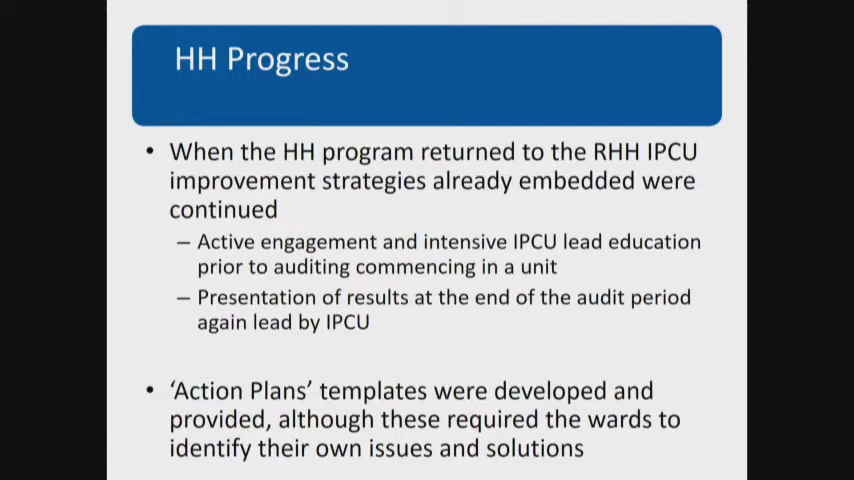 HH Progress
• When the HH program returned to the RHH IPCU
improvement strategies already embedded were
continued
– Active engagement and intensive IPCU lead education
prior to auditing commencing in a unit
– Presentation of results at the end of the audit period
again lead by IPCU
• ‘Action Plans’ templates were developed and
provided, although these required the wards to
identify their own issues and solutions